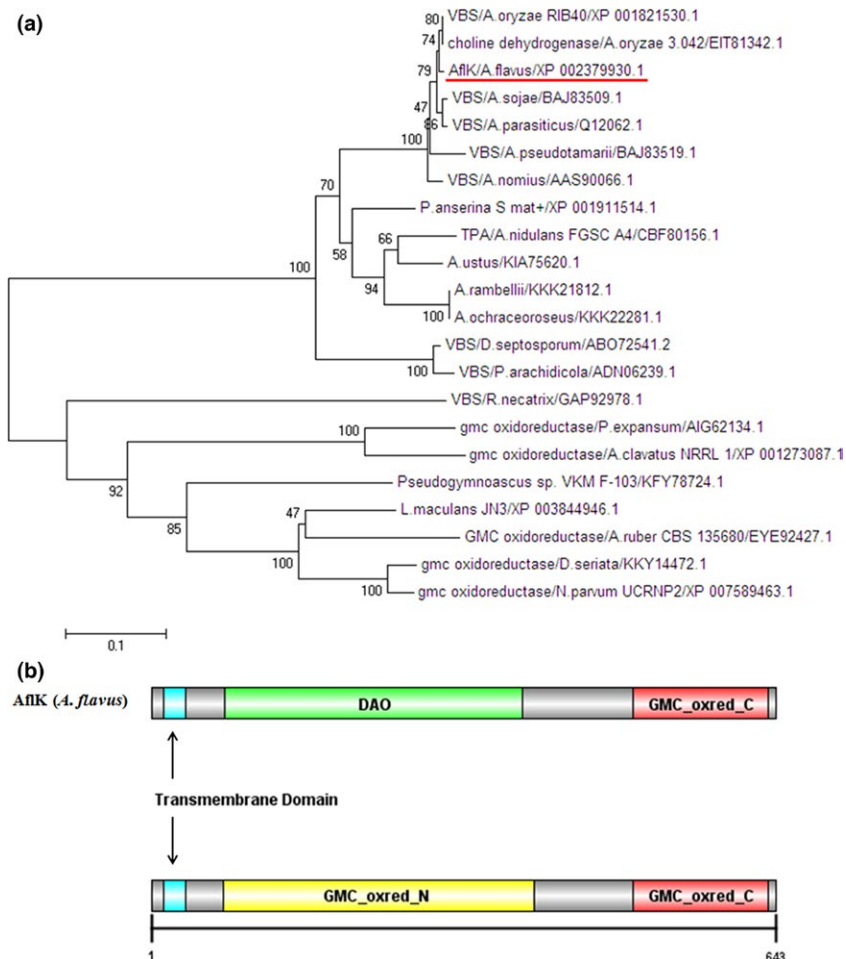 (a)
80
VBS/A.oryzae RIB40/XP 001821530.1
74
choline dehydrogenase/A.oryzae 3.042/EIT81342.1
79
AflK/A.flavus/XP 002379930.1
VBS/A.sojae/BAJ83509.1
47
86
VBS/A.parasiticus/Q12062.1
100
VBS/A.pseudotamarii/BAJ83519.1
VBS/A.nomius/AAS90066.1
70
P.anserina S mat+/XP 001911514.1
66
TPA/A.nidulans FGSC A4/CBF80156.1
58
A.ustus/KIA75620.1
100
94
A.rambellii/KKK21812.1
100
A.ochraceoroseus/KKK22281.1
VBS/D.septosporum/ABO72541.2
100
VBS/P.arachidicola/ADN06239.1
VBS/R.necatrix/GAP92978.1
100
gmc oxidoreductase/P.expansum/AIG62134.1
gmc oxidoreductase/A.clavatus NRRL 1/XP 001273087.1
92
Pseudogymnoascus sp. VKM F-103/KFY78724.1
85
47
L.maculans JN3/XP 003844946.1
GMC oxidoreductase/A.ruber CBS 135680/EYE92427.1
100
gmc oxidoreductase/D.seriata/KKY14472.1
100
gmc oxidoreductase/N.parvum UCRNP2/XP 007589463.1
0.1
(b)
AflK (A. flavus)
DAO
GMC_oxred_C
Transmembrane Domain
GMC_oxred_N
GMC_oxred_C
1
643